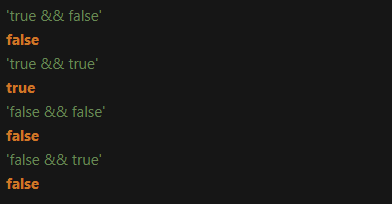 'true && false'
false
'true && true'
true
'false && false'
false
'false && true'
false